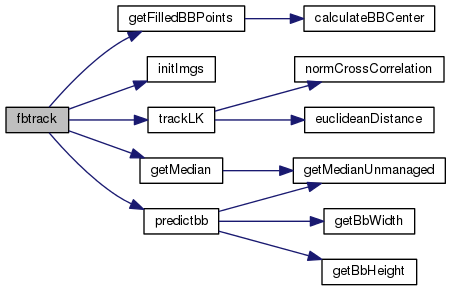 fbtrack
getFilledBBPoints
calculateBBCenter
initImgs
trackLK
normCrossCorrelation
euclideanDistance
getMedian
getMedianUnmanaged
predictbb
getBbWidth
getBbHeight